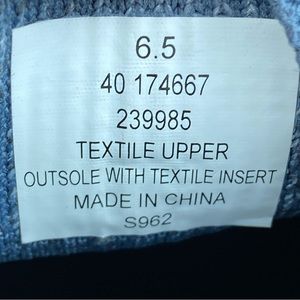 6.5
40 174667
239985
TEXTILE UPPER
OUTSOLE WITH TEXTILE INSERT
MADE IN CHINA
S962